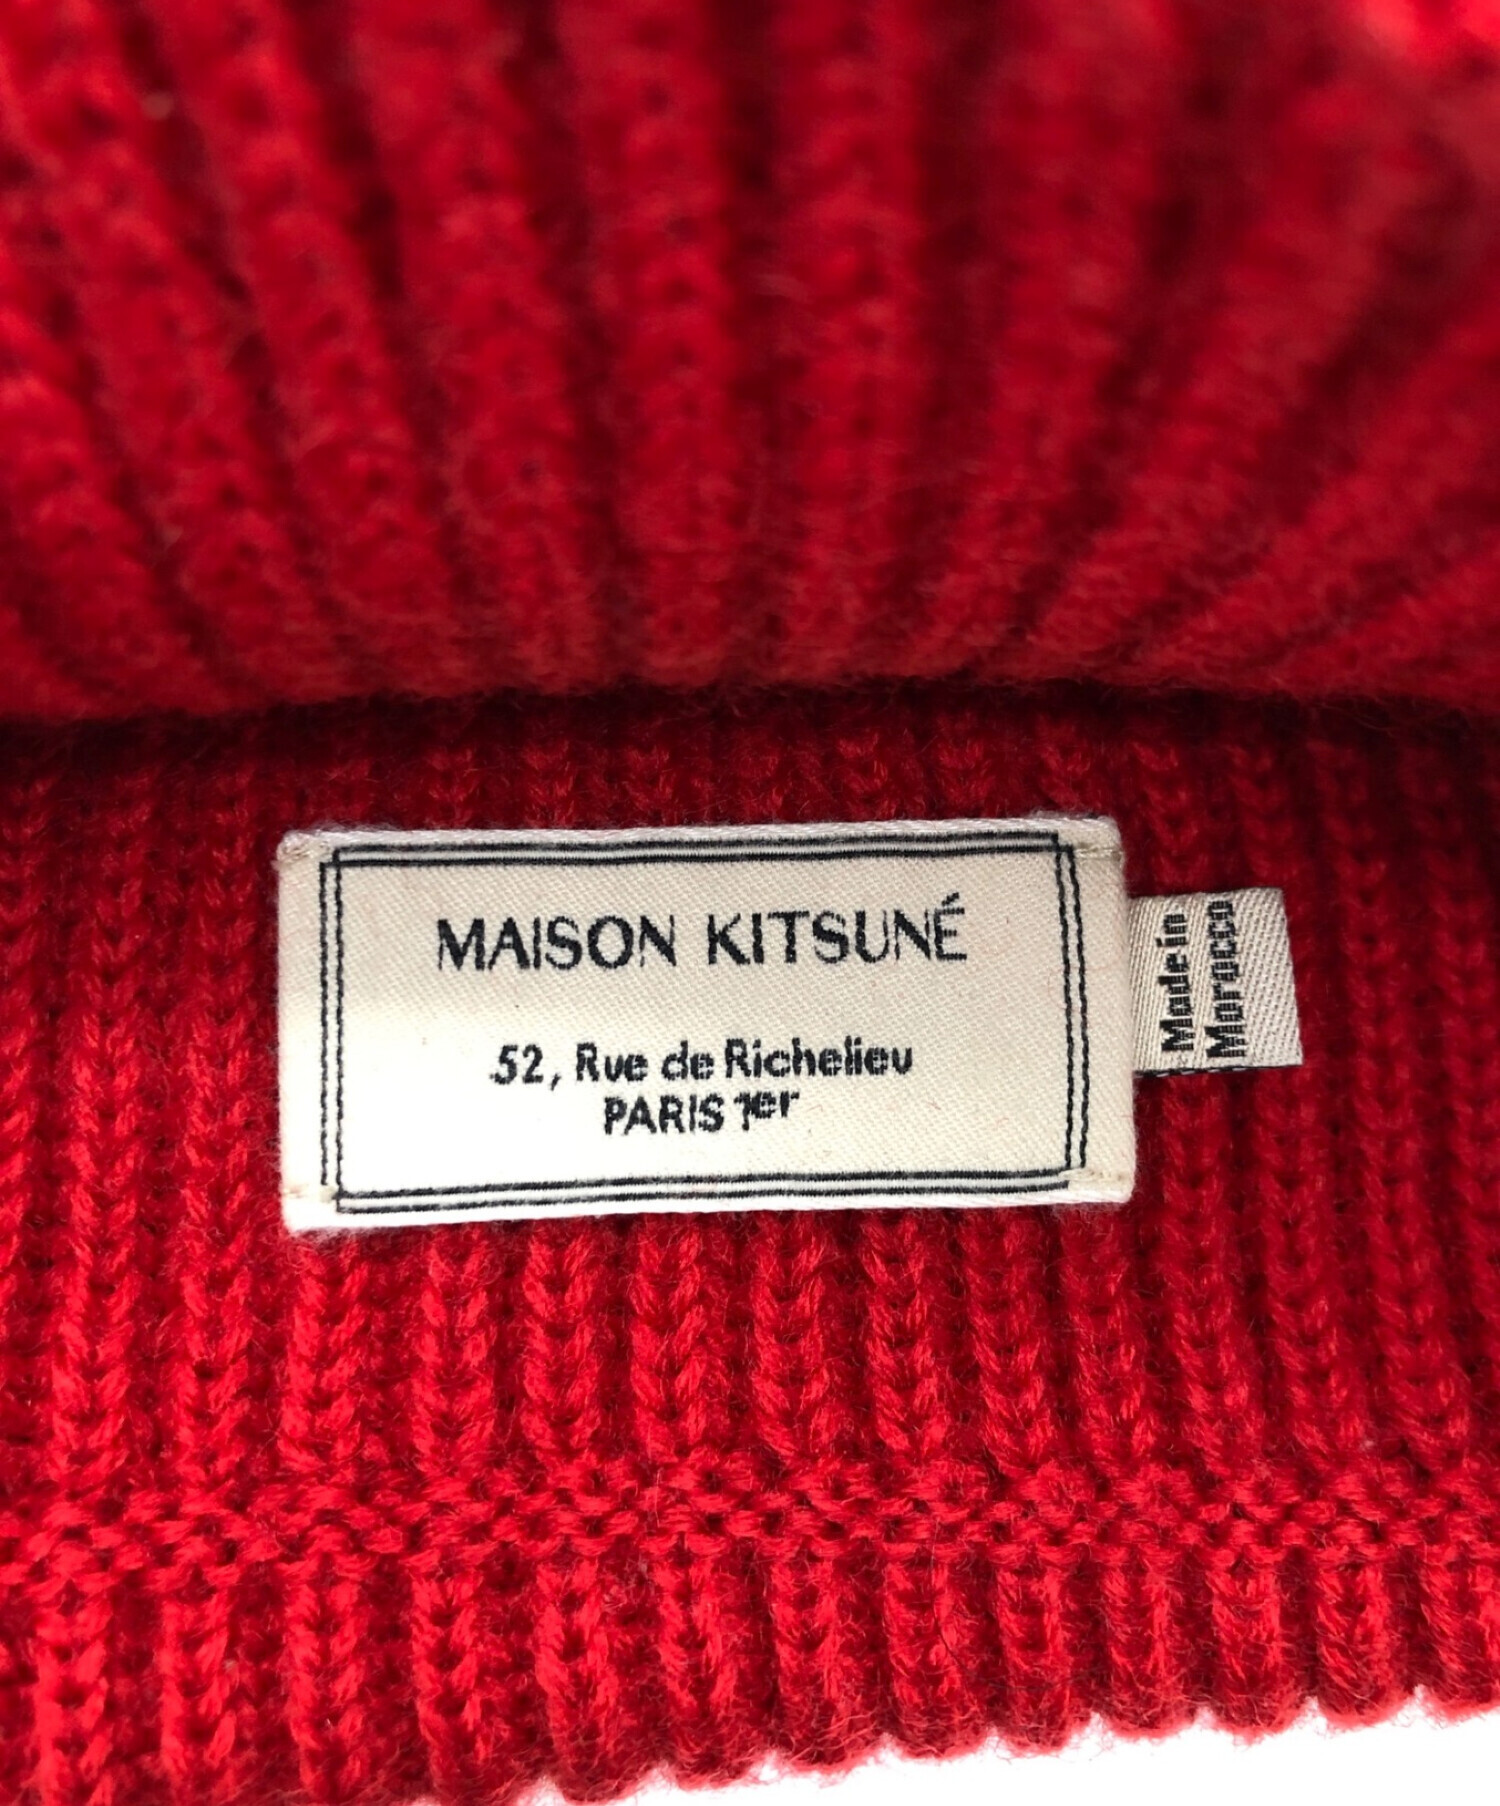 MAISON KITSUNÉ
52, Rue de Richelieu
PARIS 1er
Made in
Morocco